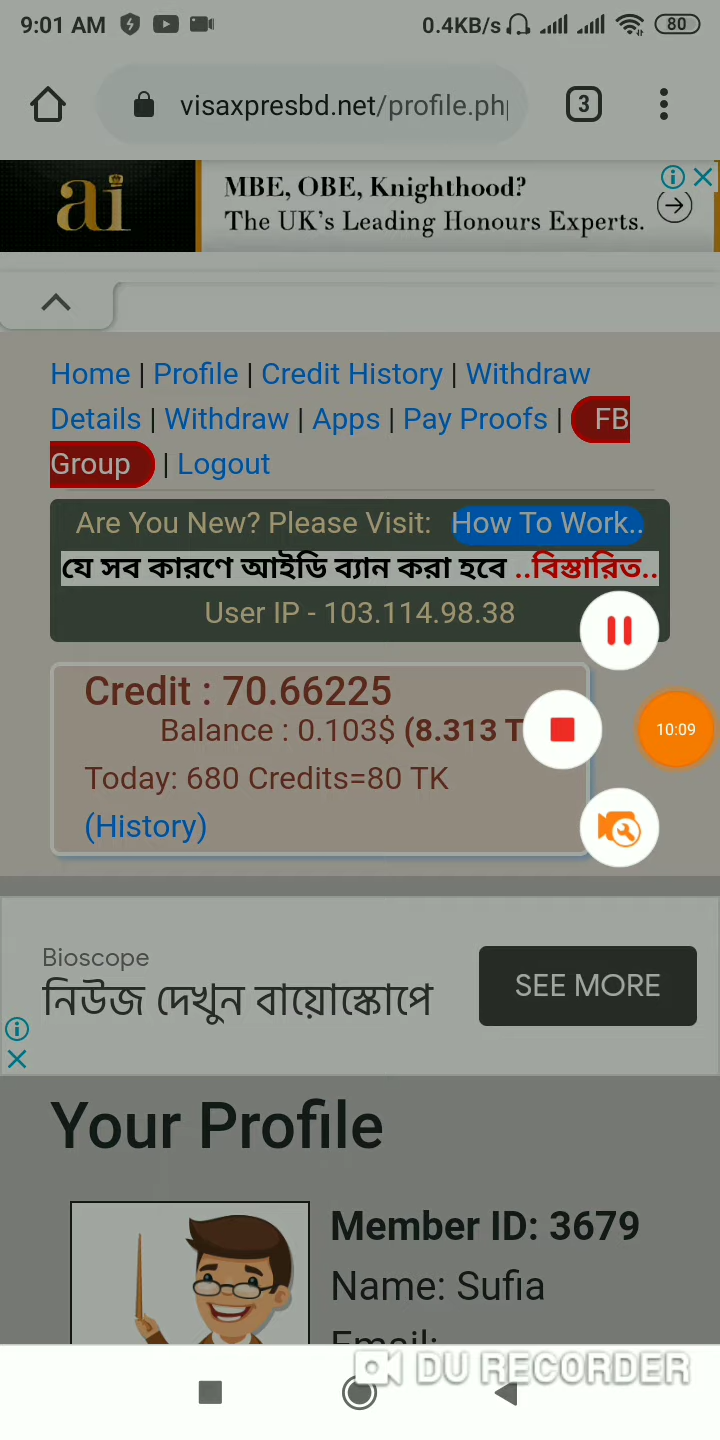 9:01 AM
0.4KB/s
80
visaxpresbd.net/profile.ph
3
ai
MBE, OBE, Knighthood?
The UK's Leading Honours Experts.
Home | Profile | Credit History | Withdraw
Details | Withdraw | Apps | Pay Proofs | FB
Group | Logout
Are You New? Please Visit: How To Work..
যে সব কারণে আইডি ব্যান করা হবে ..বিস্তারিত..
User IP - 103.114.98.38
Credit : 70.66225
Balance : 0.103$ (8.313 T
10:09
Today: 680 Credits=80 TK
(History)
Bioscope
নিউজ দেখুন বায়োস্কোপে
SEE MORE
Your Profile
Member ID: 3679
Name: Sufia
Email:
DU RECORDER